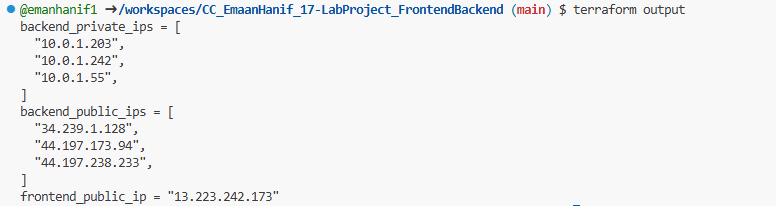 @emanhanif1 →/workspaces/CC_EmaanHanif_17-LabProject_FrontendBackend (main) $ terraform output
backend_private_ips = [
  "10.0.1.203",
  "10.0.1.242",
  "10.0.1.55",
]
backend_public_ips = [
  "34.239.1.128",
  "44.197.173.94",
  "44.197.238.233",
]
frontend_public_ip = "13.223.242.173"